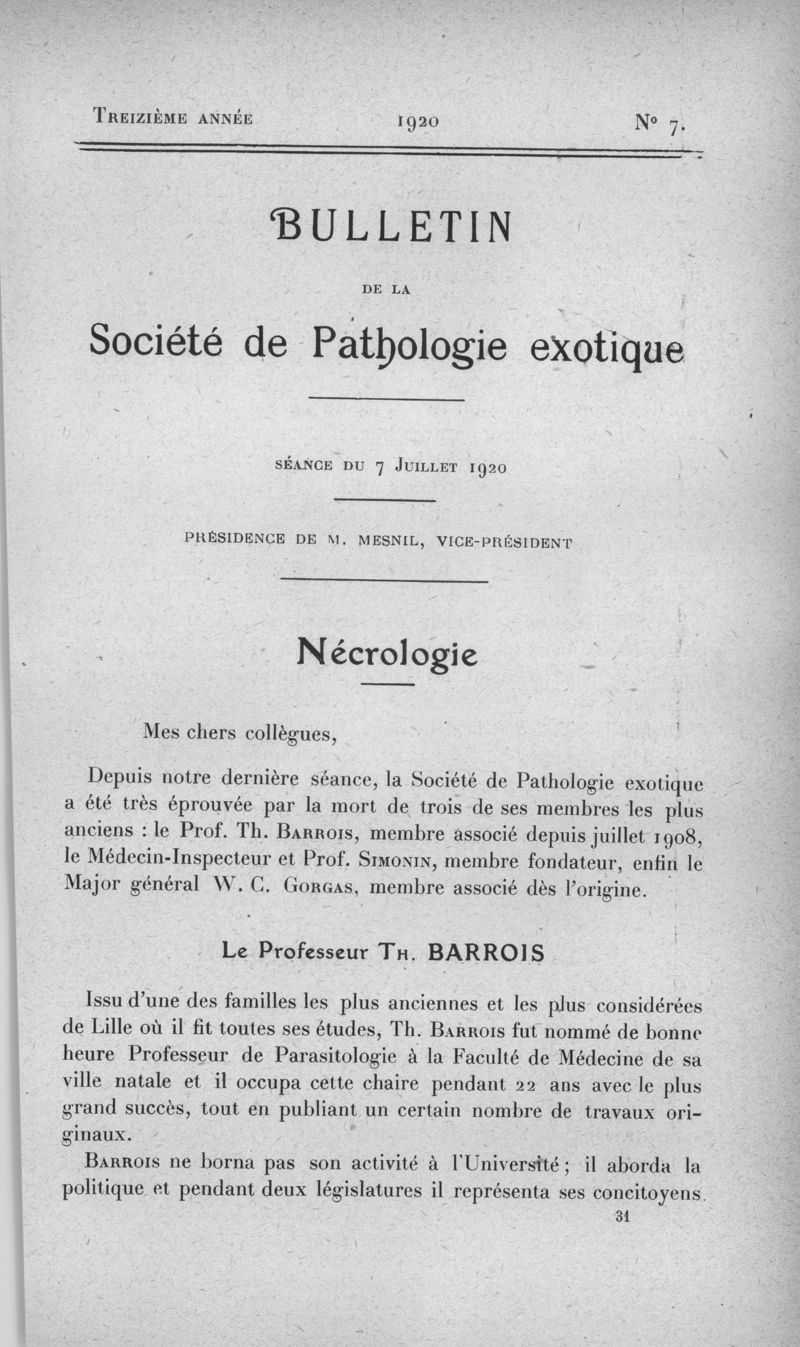 TREIZIÈME ANNÉE 1920 N° 7.
BULLETIN
DE LA
Société de Pathologie exotique
SÉANCE DU 7 JUILLET 1920
PRÉSIDENCE DE M. MESNIL, VICE-PRÉSIDENT
Nécrologie
Mes chers collègues,
Depuis notre dernière séance, la Société de Pathologie exotique
a été très éprouvée par la mort de trois de ses membres les plus
anciens : le Prof. Th. BARROIS, membre associé depuis juillet 1908,
le Médecin-Inspecteur et Prof. SIMONIN, membre fondateur, enfin le
Major général W. C. GORGAS, membre associé dès l'origine.
Le Professeur TH. BARROIS
Issu d'une des familles les plus anciennes et les plus considérées
de Lille où il fit toutes ses études, Th. BARROIS fut nommé de bonne
heure Professeur de Parasitologie à la Faculté de Médecine de sa
ville natale et il occupa cette chaire pendant 22 ans avec le plus
grand succès, tout en publiant un certain nombre de travaux ori-
ginaux.
BARROIS ne borna pas son activité à l'Université ; il aborda la
politique et pendant deux législatures il représenta ses concitoyens
31